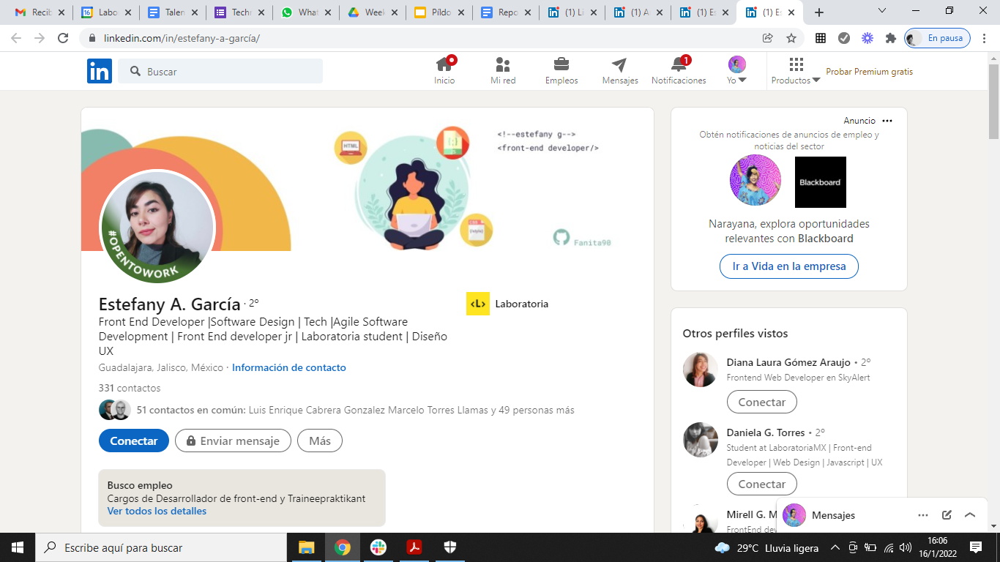 Recib
16
Labo
Talen
Techn
What
Week
Píldo
Repo
(1) Li
(1) A
(1) Es
(1) Es
linkedin.com/in/estefany-a-garcía/
En pausa
in
Buscar
Inicio
Mi red
Empleos
Mensajes
1
Notificaciones
Yo
Productos
Probar Premium gratis
HTML
<!--estefany g-->
<front-end developer/>
CSS
{style}
Fanita90
#OPENTOWORK
Estefany A. García · 2º
<L> Laboratoria
Front End Developer |Software Design | Tech |Agile Software
Development | Front End developer jr | Laboratoria student | Diseño
UX
Guadalajara, Jalisco, México · Información de contacto
331 contactos
51 contactos en común: Luis Enrique Cabrera Gonzalez Marcelo Torres Llamas y 49 personas más
Conectar
Enviar mensaje
Más
Busco empleo
Cargos de Desarrollador de front-end y Traineepraktikant
Ver todos los detalles
Anuncio
Obtén notificaciones de anuncios de empleo y
noticias del sector
Blackboard
Narayana, explora oportunidades
relevantes con Blackboard
Ir a Vida en la empresa
Otros perfiles vistos
Diana Laura Gómez Araujo • 2º
Frontend Web Developer en SkyAlert
Conectar
Daniela G. Torres • 2º
Student at LaboratoriaMX | Front-end
Developer | Web Design | Javascript | UX
Conectar
Mirell G. M
FrontEnd dev
Mensajes
Escribe aquí para buscar
29°C Lluvia ligera
16:06
16/1/2022